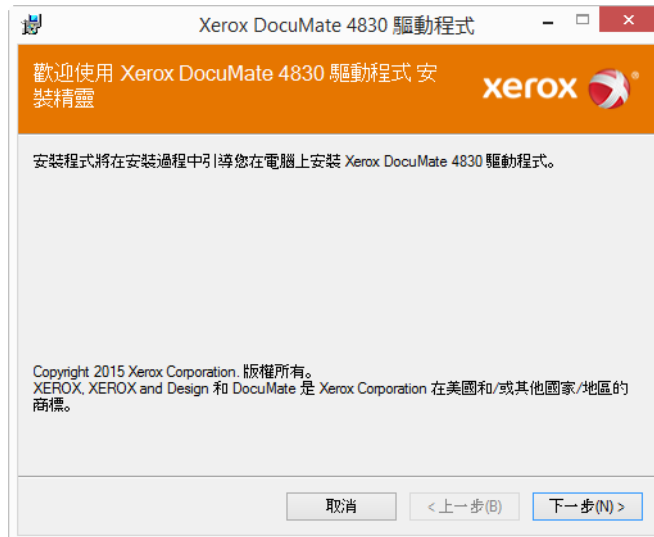 Xerox DocuMate 4830 驅動程式
歡迎使用 Xerox DocuMate 4830 驅動程式 安
裝精靈
xerox
安裝程式將在安裝過程中引導您在電腦上安裝 Xerox DocuMate 4830 驅動程式。
Copyright 2015 Xerox Corporation. 版權所有。
XEROX, XEROX and Design 和 DocuMate 是 Xerox Corporation 在美國和/或其他國家/地區的
商標。
取消
<上一步(B)
下一步(N) >